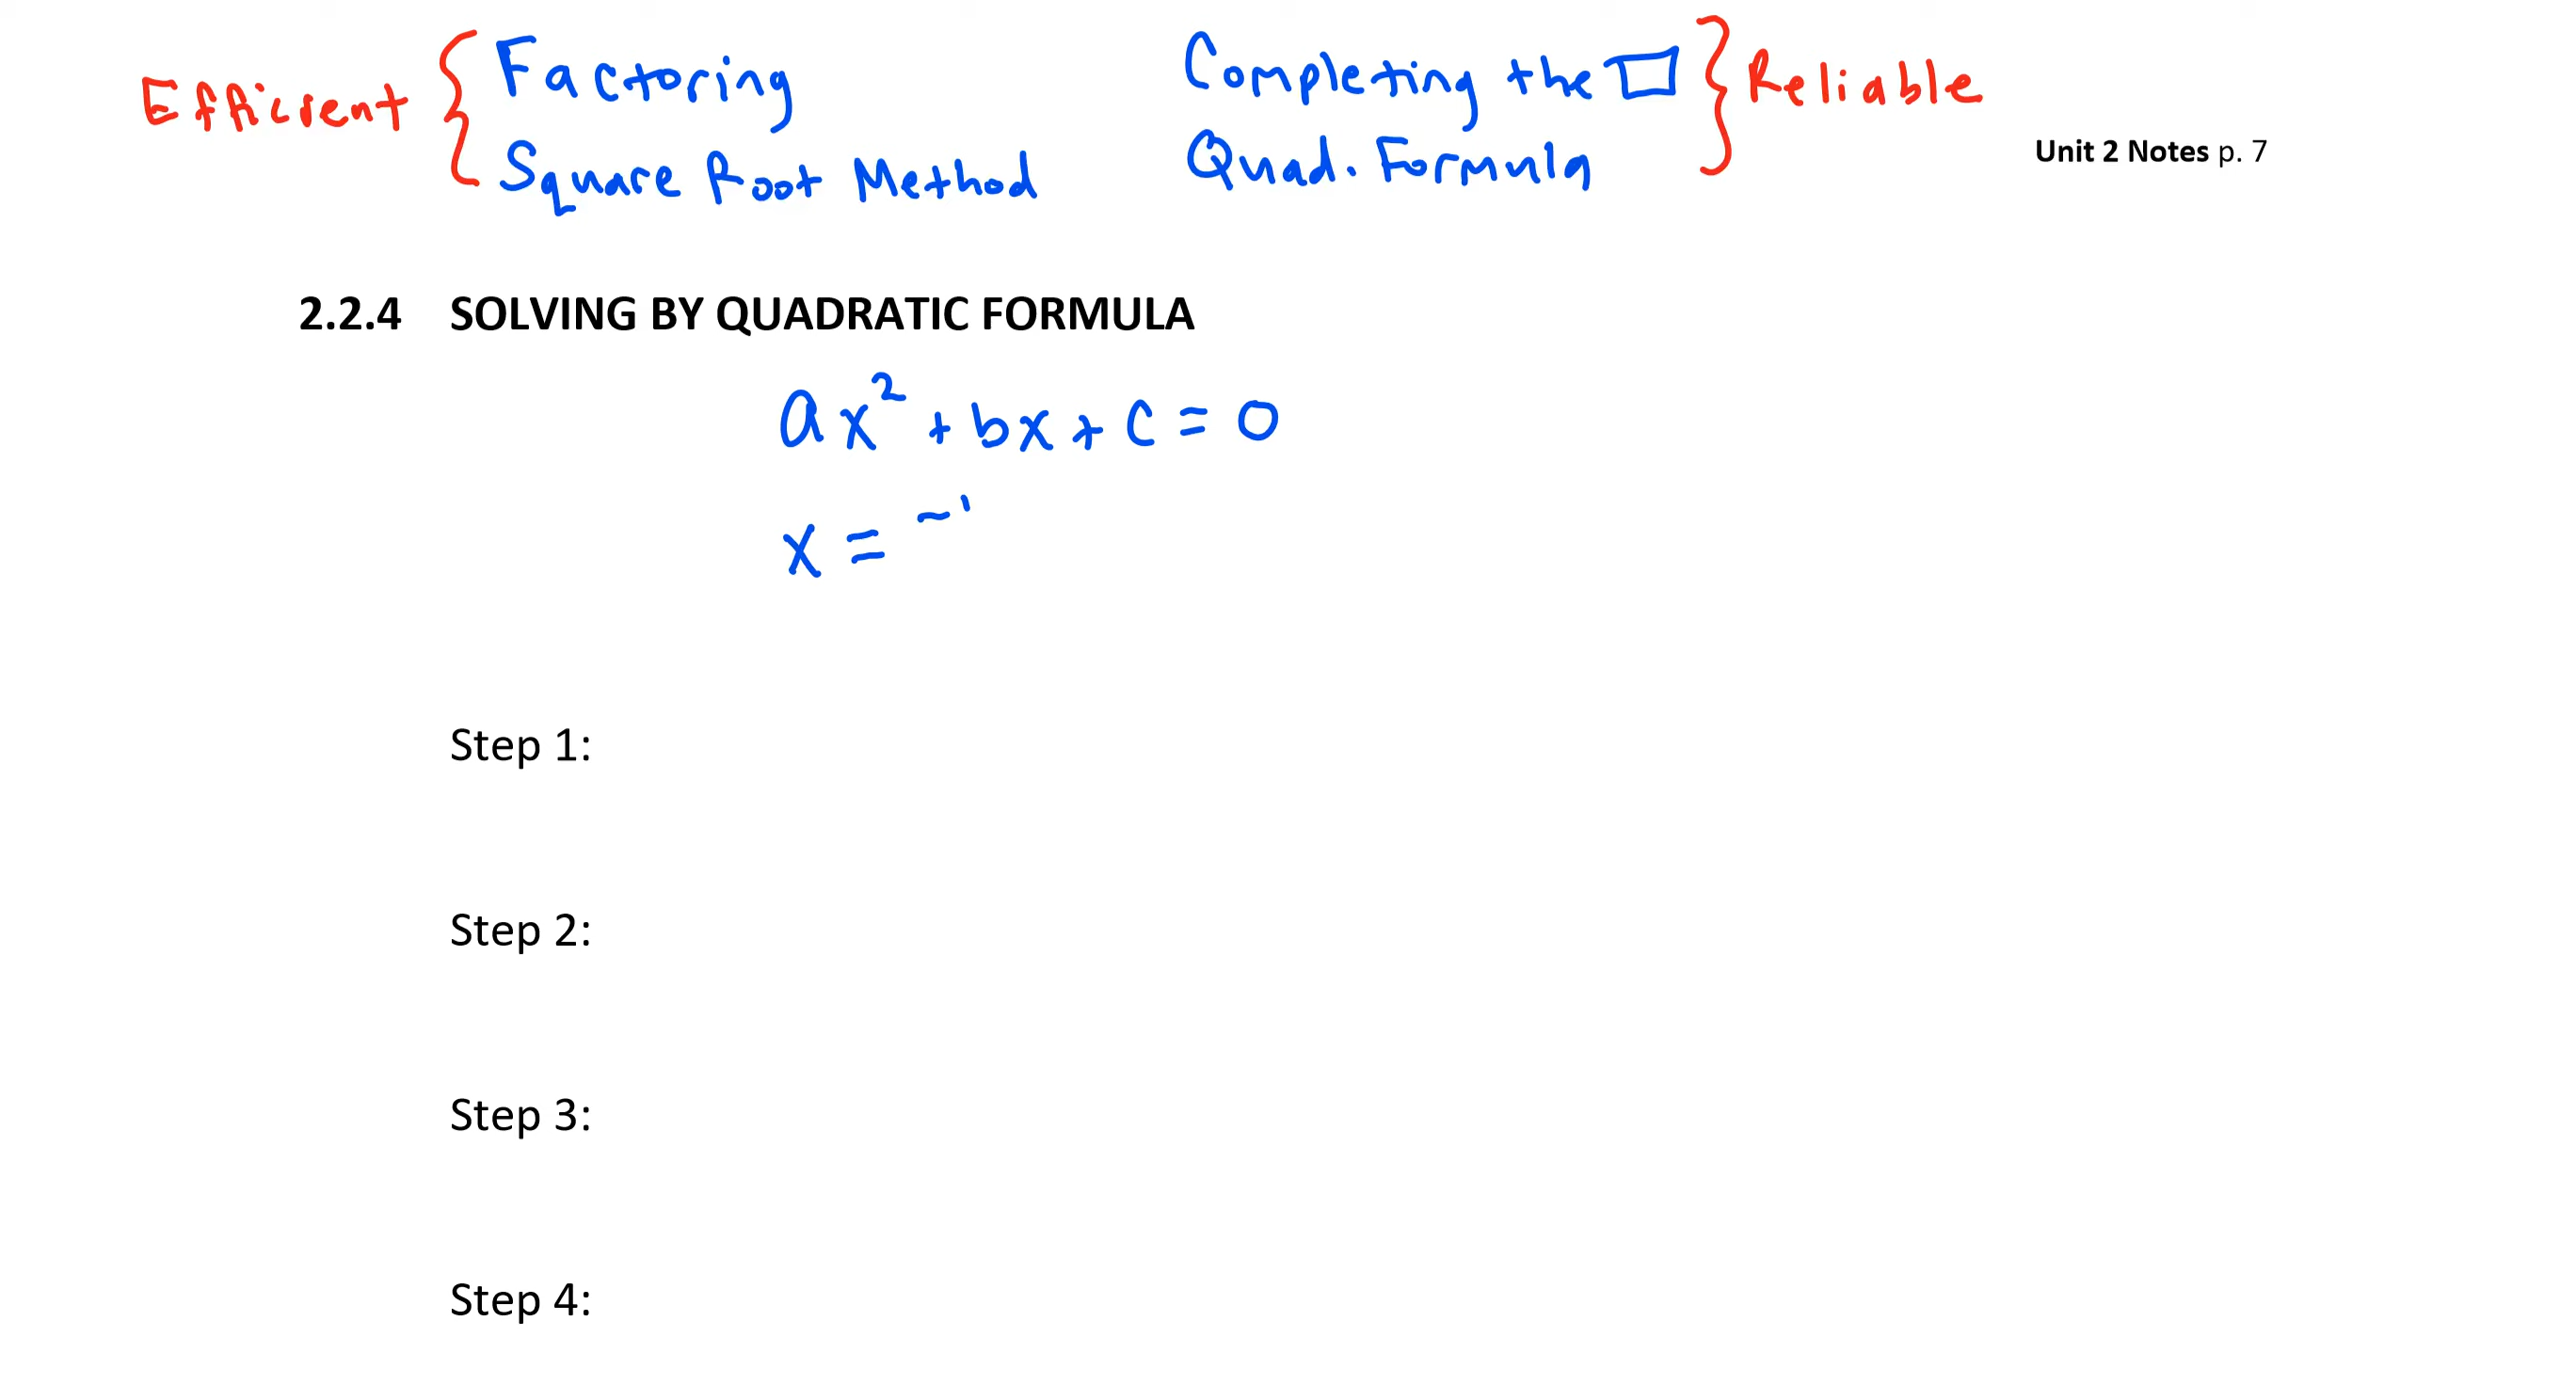 Efficient { Factoring
Square Root Method
Completing the □ } Reliable
Quad. Formula
Unit 2 Notes p. 7
2.2.4 SOLVING BY QUADRATIC FORMULA
ax² + bx + c = 0
x = -
Step 1:
Step 2:
Step 3:
Step 4: